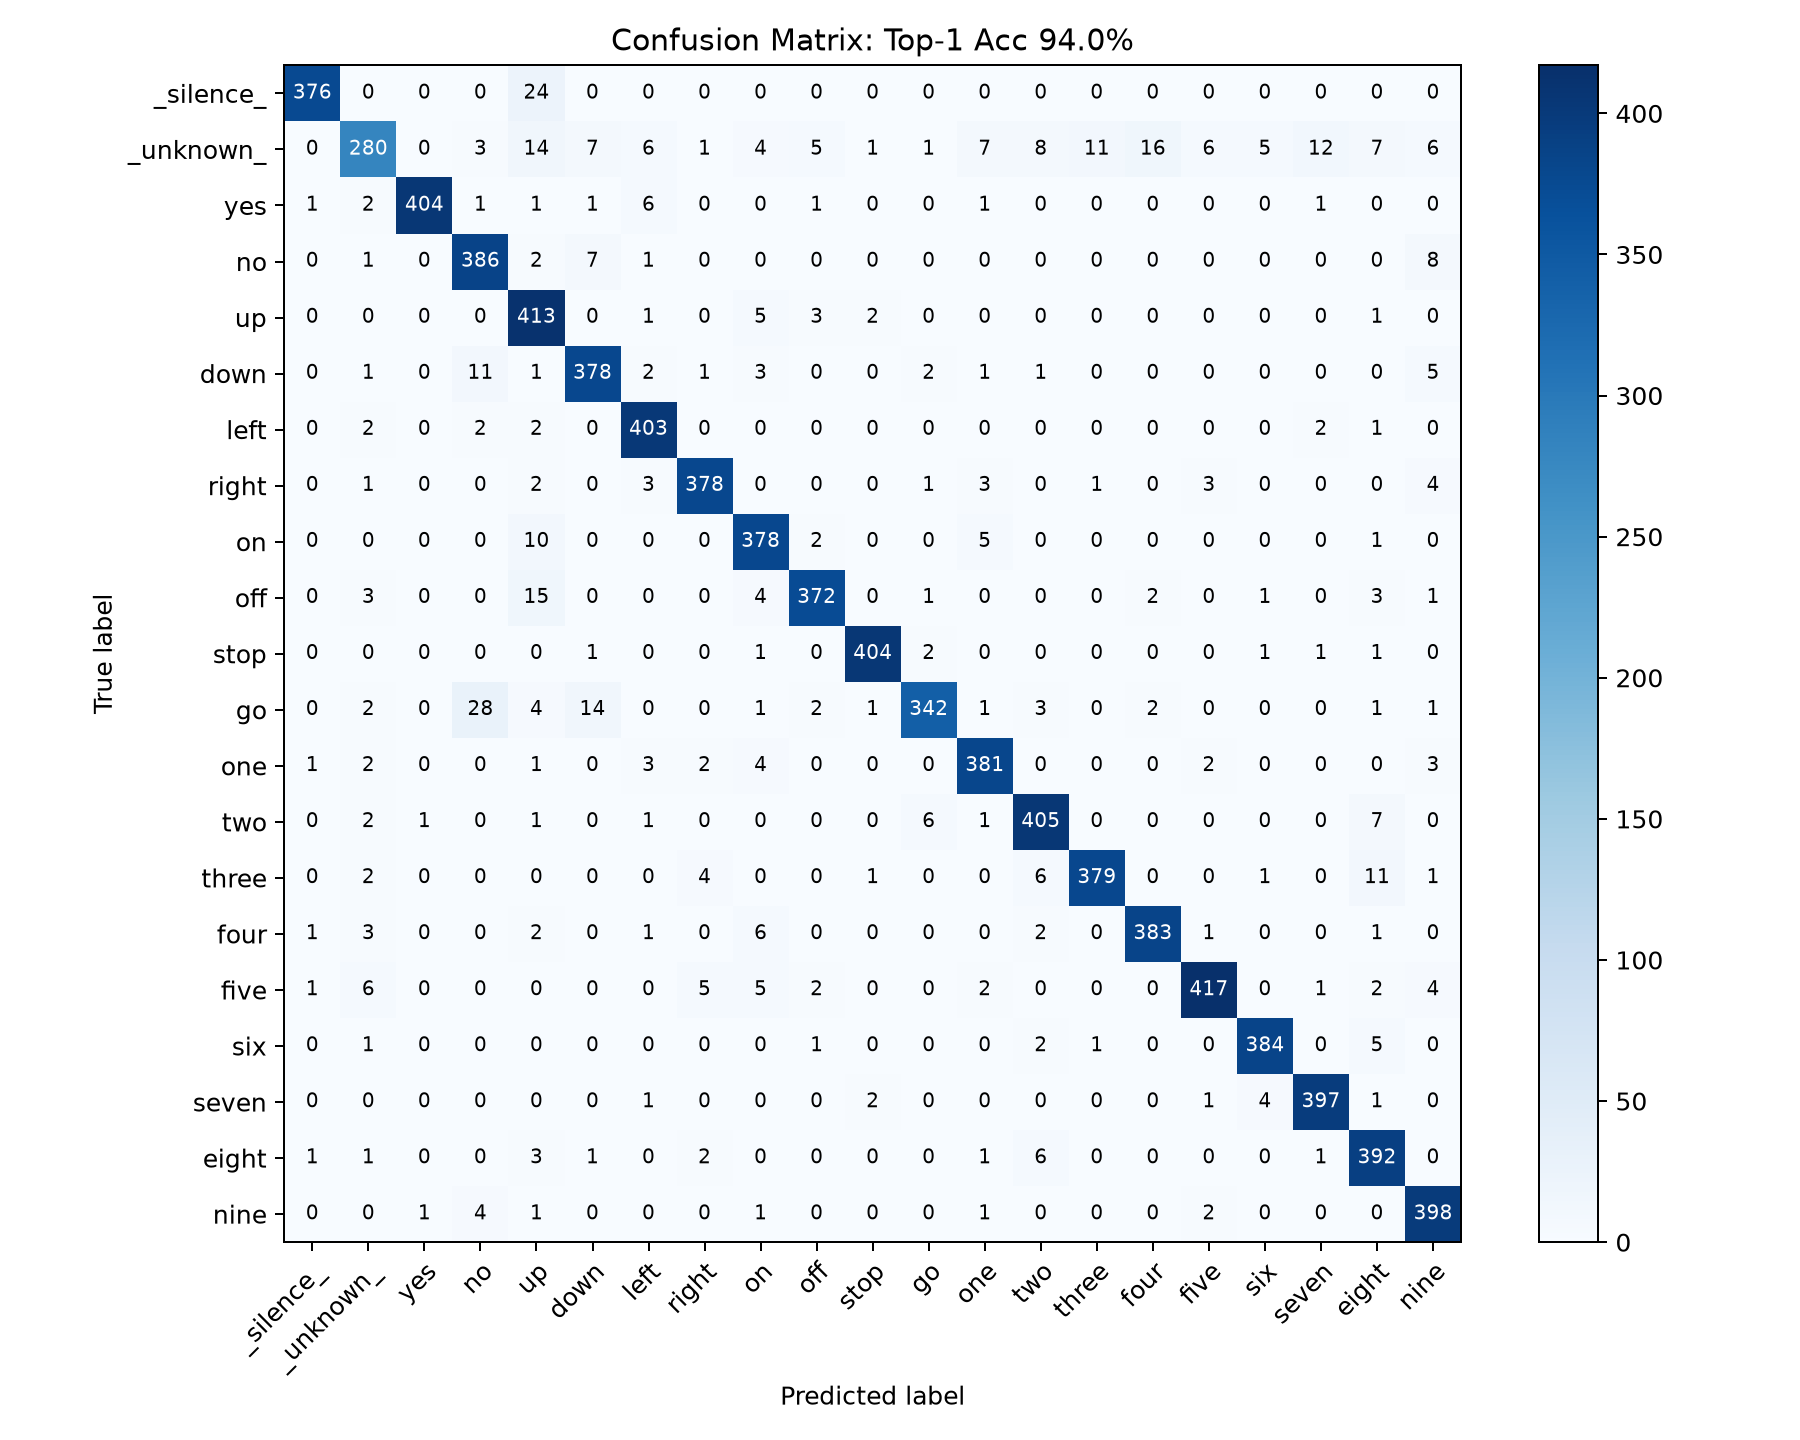 Confusion Matrix: Top-1 Acc 94.0%
_silence_ 376 0 0 0 24 0 0 0 0 0 0 0 0 0 0 0 0 0 0 0 0
_unknown_ 0 280 0 3 14 7 6 1 4 5 1 1 7 8 11 16 6 5 12 7 6
yes 1 2 404 1 1 1 6 0 0 1 0 0 1 0 0 0 0 0 1 0 0
no 0 1 0 386 2 7 1 0 0 0 0 0 0 0 0 0 0 0 0 0 8
up 0 0 0 0 413 0 1 0 5 3 2 0 0 0 0 0 0 0 0 1 0
down 0 1 0 11 1 378 2 1 3 0 0 2 1 1 0 0 0 0 0 0 5
left 0 2 0 2 2 0 403 0 0 0 0 0 0 0 0 0 0 0 2 1 0
right 0 1 0 0 2 0 3 378 0 0 0 1 3 0 1 0 3 0 0 0 4
on 0 0 0 0 10 0 0 0 378 2 0 0 5 0 0 0 0 0 0 1 0
off 0 3 0 0 15 0 0 0 4 372 0 1 0 0 0 2 0 1 0 3 1
stop 0 0 0 0 0 1 0 0 1 0 404 2 0 0 0 0 0 1 1 1 0
go 0 2 0 28 4 14 0 0 1 2 1 342 1 3 0 2 0 0 0 1 1
one 1 2 0 0 1 0 3 2 4 0 0 0 381 0 0 0 2 0 0 0 3
two 0 2 1 0 1 0 1 0 0 0 0 6 1 405 0 0 0 0 0 7 0
three 0 2 0 0 0 0 0 4 0 0 1 0 0 6 379 0 0 1 0 11 1
four 1 3 0 0 2 0 1 0 6 0 0 0 0 2 0 383 1 0 0 1 0
five 1 6 0 0 0 0 0 5 5 2 0 0 2 0 0 0 417 0 1 2 4
six 0 1 0 0 0 0 0 0 0 1 0 0 0 2 1 0 0 384 0 5 0
seven 0 0 0 0 0 0 1 0 0 0 2 0 0 0 0 0 1 4 397 1 0
eight 1 1 0 0 3 1 0 2 0 0 0 0 1 6 0 0 0 0 1 392 0
nine 0 0 1 4 1 0 0 0 1 0 0 0 1 0 0 0 2 0 0 0 398
_silence_ _unknown_ yes no up down left right on off stop go one two three four five six seven eight nine
Predicted label
True label
400
350
300
250
200
150
100
50
0